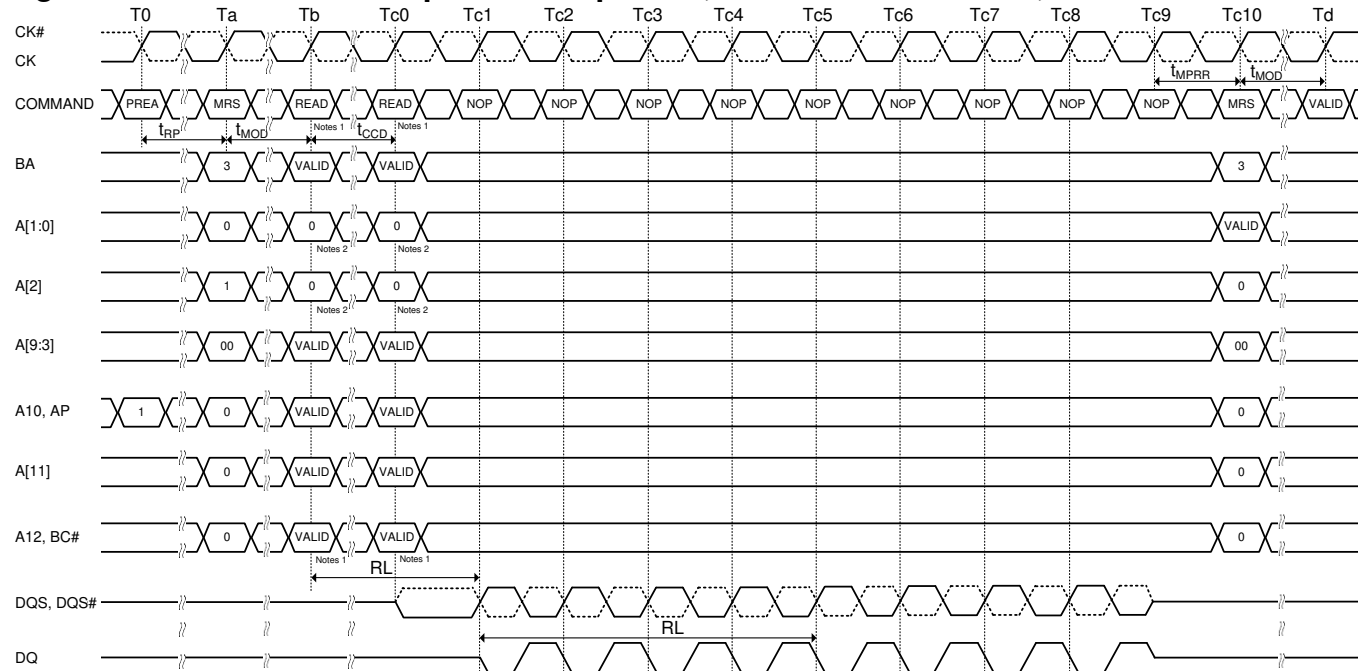 T0 Ta Tb Tc0 Tc1 Tc2 Tc3 Tc4 Tc5 Tc6 Tc7 Tc8 Tc9 Tc10 Td
CK#
CK
tMPRR tMOD
COMMAND PREA MRS READ READ NOP NOP NOP NOP NOP NOP NOP NOP NOP MRS VALID
Notes 1 Notes 1
tRP tMOD tCCD
BA 3 VALID VALID 3
A[1:0] 0 0 0 VALID
Notes 2 Notes 2
A[2] 1 0 0 0
Notes 2 Notes 2
A[9:3] 00 VALID VALID 00
A10, AP 1 0 VALID VALID 0
A[11] 0 VALID VALID 0
A12, BC# 0 VALID VALID 0
Notes 1 Notes 1
RL
DQS, DQS#
RL
DQ